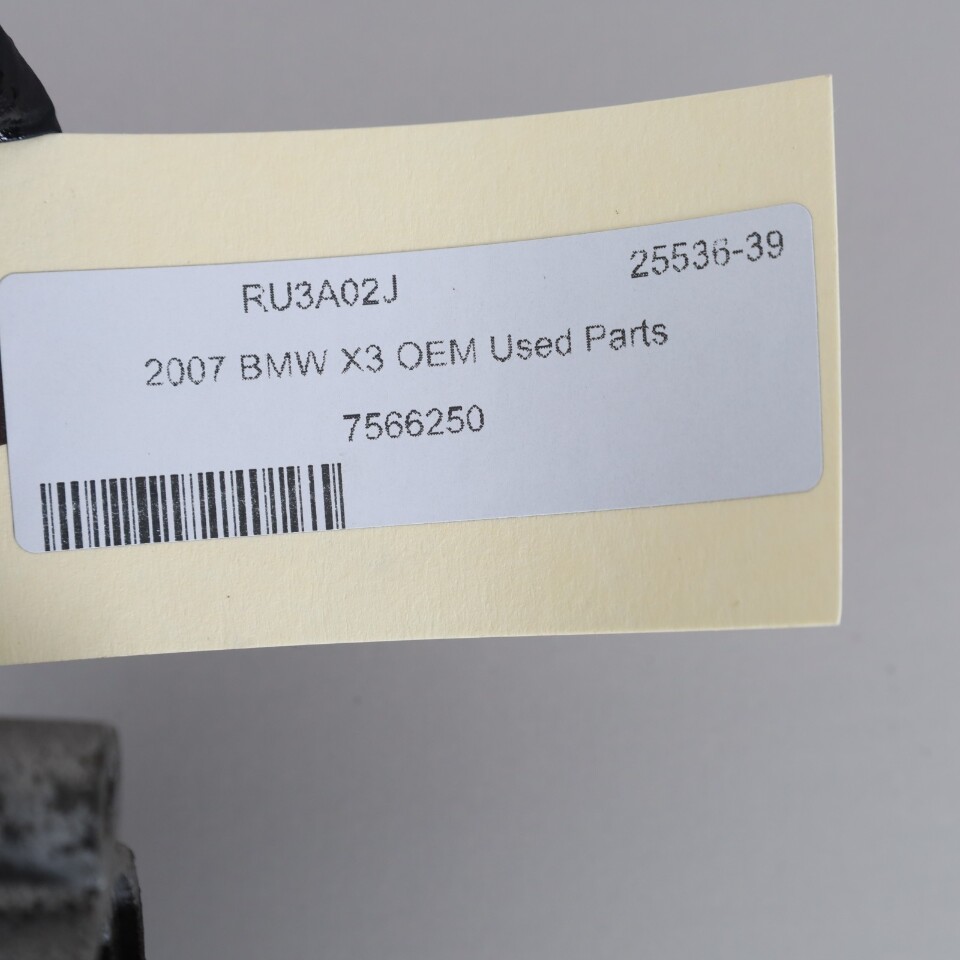 RU3A02J 25536-39
2007 BMW X3 OEM Used Parts
7566250